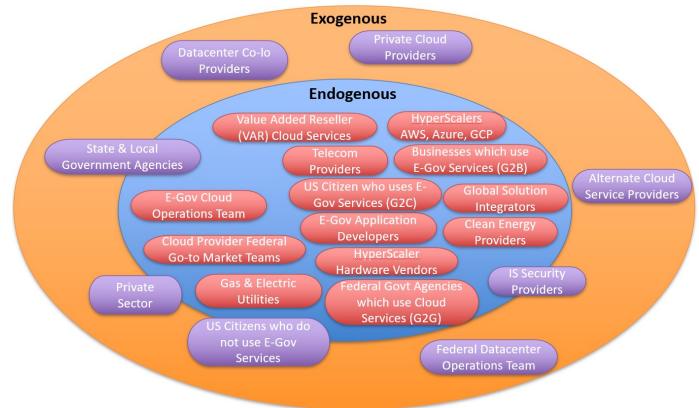 Exogenous
Private Cloud
Providers
Datacenter Co-lo
Providers
Endogenous
Value Added Reseller
(VAR) Cloud Services
HyperScalers
AWS, Azure, GCP
State & Local
Government Agencies
Telecom
Providers
Businesses which use
E-Gov Services (G2B)
Alternate Cloud
Service Providers
US Citizen who uses E-
Gov Services (G2C)
Global Solution
Integrators
E-Gov Cloud
Operations Team
E-Gov Application
Developers
Clean Energy
Providers
Cloud Provider Federal
Go-to Market Teams
HyperScaler
Hardware Vendors
IS Security
Providers
Private
Sector
Gas & Electric
Utilities
Federal Govt Agencies
which use Cloud
Services (G2G)
US Citizens who do
not use E-Gov
Services
Federal Datacenter
Operations Team